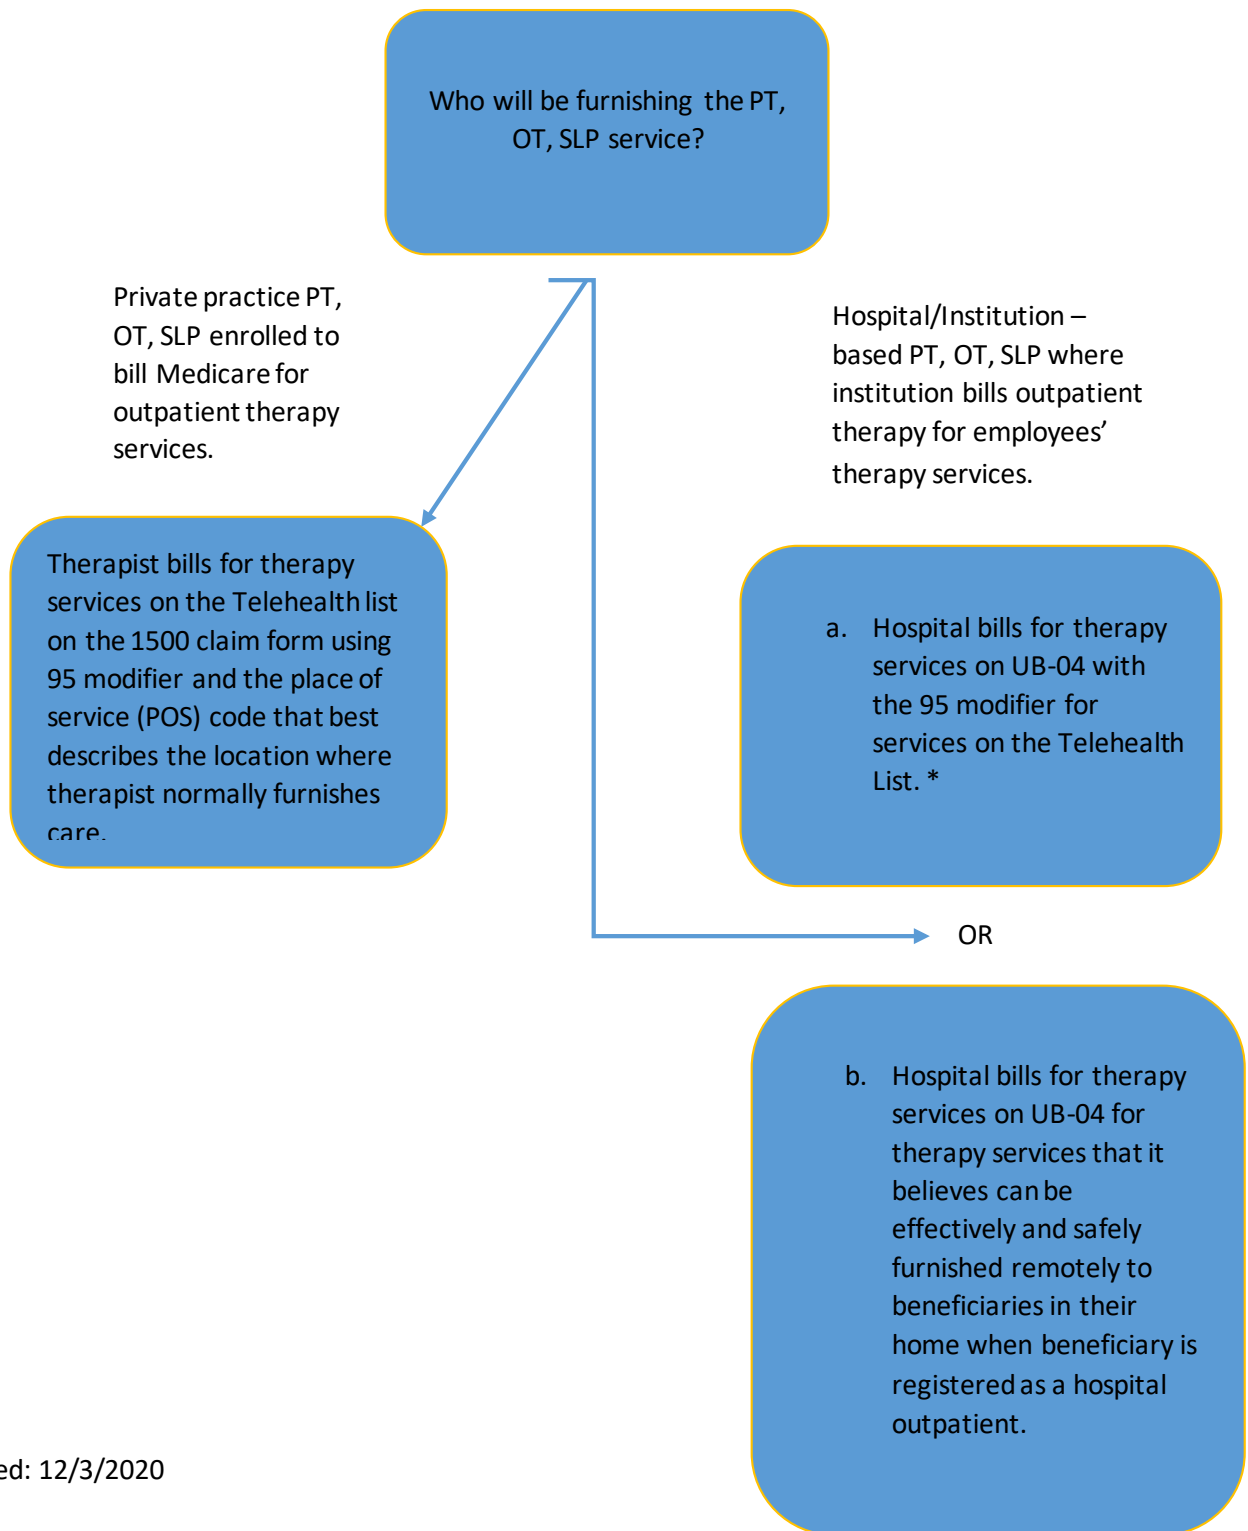 Who will be furnishing the PT,
OT, SLP service?
Private practice PT,
OT, SLP enrolled to
bill Medicare for
outpatient therapy
services.
Hospital/Institution –
based PT, OT, SLP where
institution bills outpatient
therapy for employees’
therapy services.
Therapist bills for therapy
services on the Telehealth list
on the 1500 claim form using
95 modifier and the place of
service (POS) code that best
describes the location where
therapist normally furnishes
care.
a. Hospital bills for therapy
services on UB-04 with
the 95 modifier for
services on the Telehealth
List. *
OR
b. Hospital bills for therapy
services on UB-04 for
therapy services that it
believes can be
effectively and safely
furnished remotely to
beneficiaries in their
home when beneficiary is
registered as a hospital
outpatient.
ed: 12/3/2020